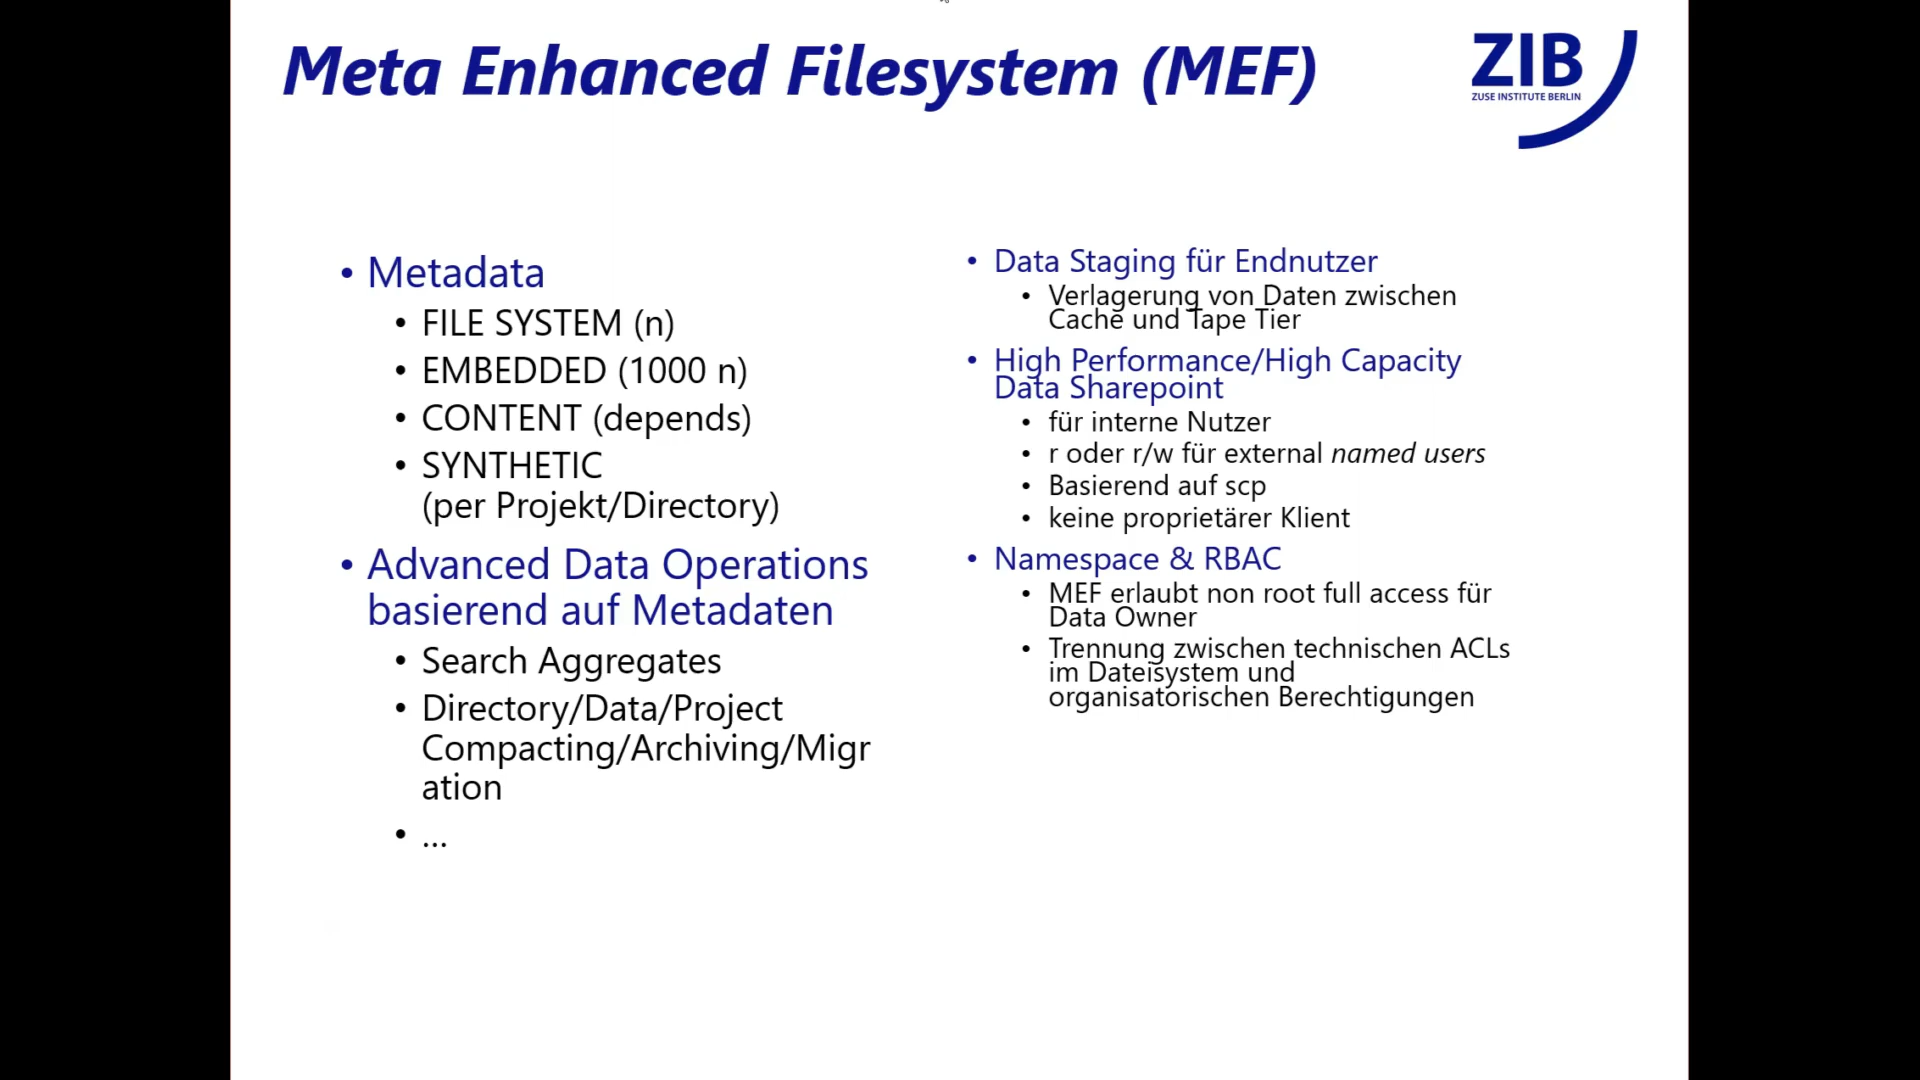 Meta Enhanced Filesystem (MEF)
ZIB
ZUSE INSTITUTE BERLIN
• Metadata
• FILE SYSTEM (n)
• EMBEDDED (1000 n)
• CONTENT (depends)
• SYNTHETIC
(per Projekt/Directory)
• Advanced Data Operations
basierend auf Metadaten
• Search Aggregates
• Directory/Data/Project
Compacting/Archiving/Migr
ation
• ...
• Data Staging für Endnutzer
• Verlagerung von Daten zwischen
Cache und Tape Tier
• High Performance/High Capacity
Data Sharepoint
• für interne Nutzer
• r oder r/w für external named users
• Basierend auf scp
• keine proprietärer Klient
• Namespace & RBAC
• MEF erlaubt non root full access für
Data Owner
• Trennung zwischen technischen ACLs
im Dateisystem und
organisatorischen Berechtigungen